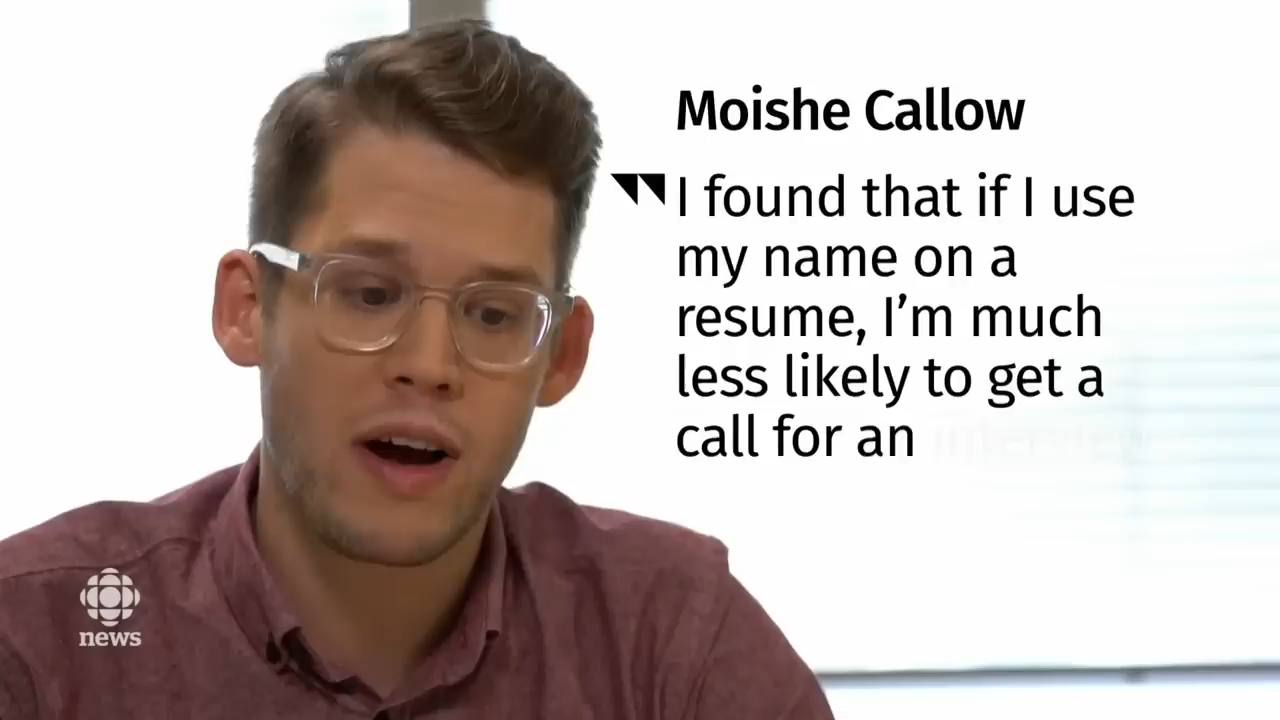 Moishe Callow
I found that if I use
my name on a
resume, I'm much
less likely to get a
call for an interview
news